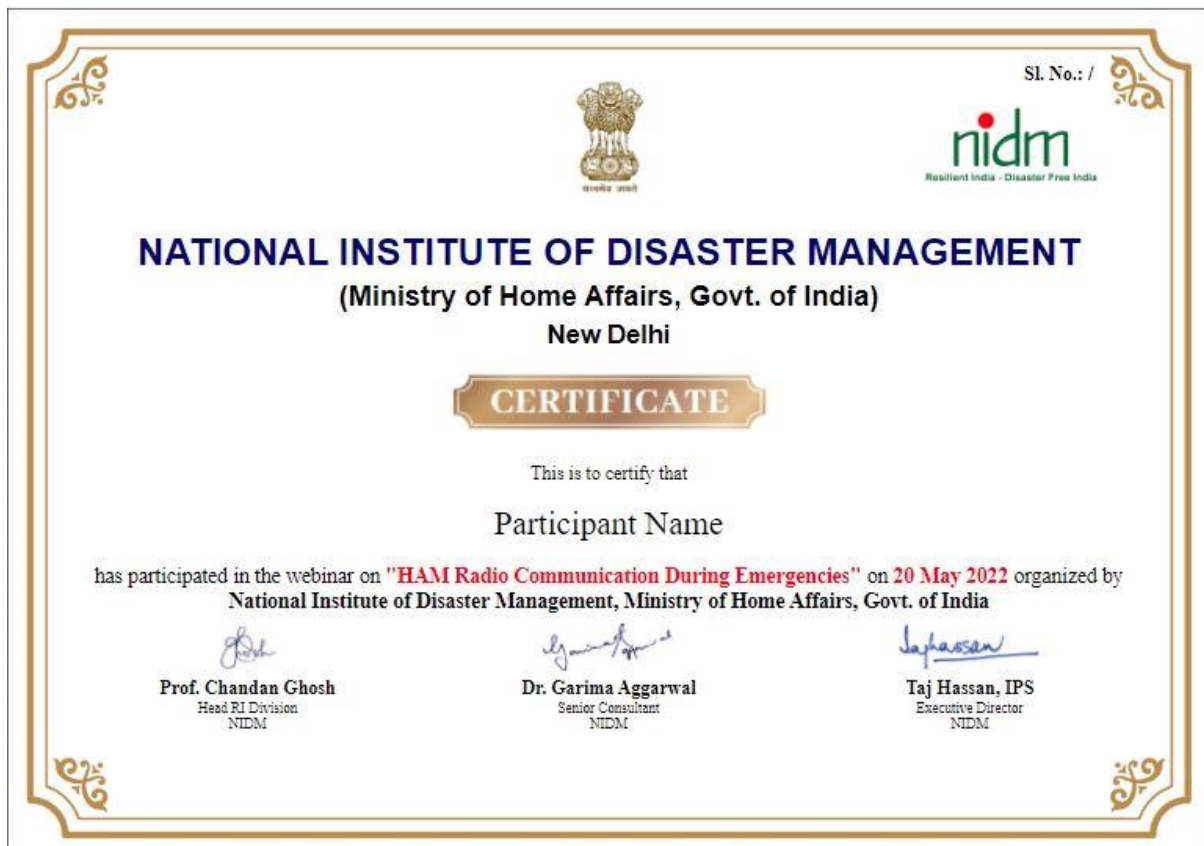 Sl. No.: /
सत्यमेव जयते
nidm
Resilient India - Disaster Free India
NATIONAL INSTITUTE OF DISASTER MANAGEMENT
(Ministry of Home Affairs, Govt. of India)
New Delhi
CERTIFICATE
This is to certify that
Participant Name
has participated in the webinar on "HAM Radio Communication During Emergencies" on 20 May 2022 organized by
National Institute of Disaster Management, Ministry of Home Affairs, Govt. of India
Prof. Chandan Ghosh
Head RI Division
NIDM
Dr. Garima Aggarwal
Senior Consultant
NIDM
Tajhassan
Taj Hassan, IPS
Executive Director
NIDM